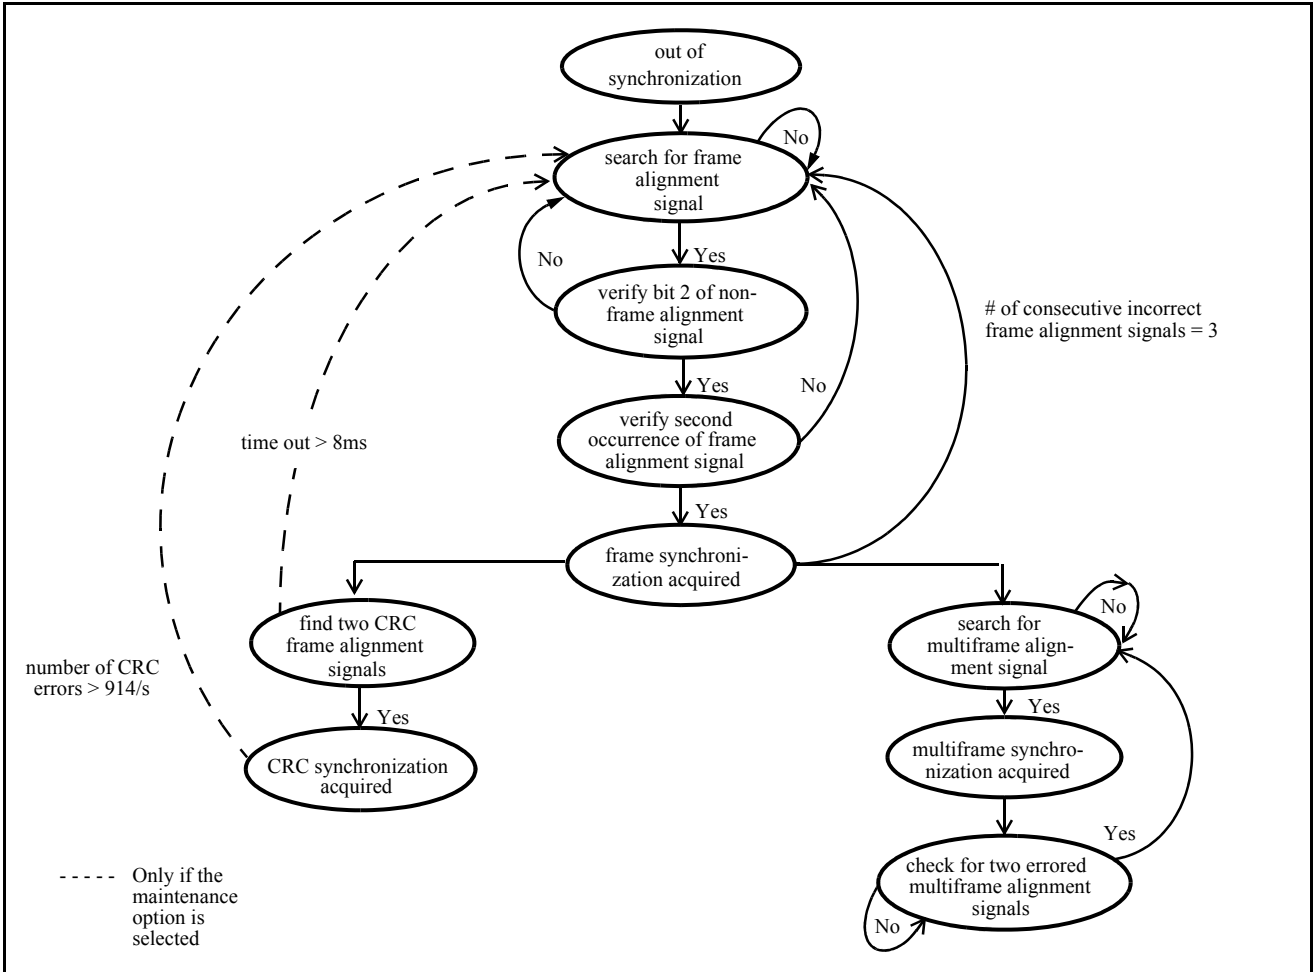 out of
synchronization
No
search for frame
alignment
signal
Yes
No
verify bit 2 of non-
frame alignment
signal
# of consecutive incorrect
frame alignment signals = 3
Yes
No
verify second
occurrence of frame
alignment signal
time out > 8ms
Yes
frame synchroni-
zation acquired
find two CRC
frame alignment
signals
No
search for
multiframe align-
ment signal
number of CRC
errors > 914/s
Yes
Yes
CRC synchronization
acquired
multiframe synchro-
nization acquired
Yes
check for two errored
multiframe alignment
signals
No
- - - - - Only if the
maintenance
option is
selected